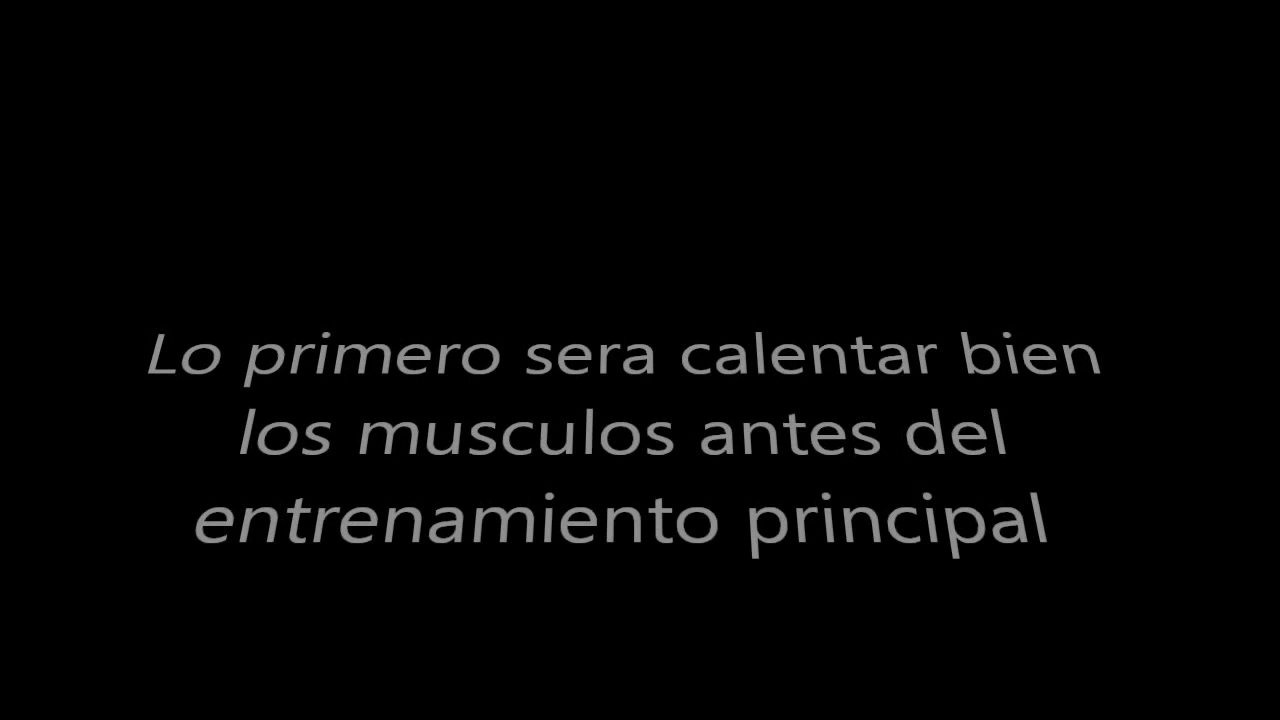 Lo primero sera calentar bien
los musculos antes del
entrenamiento principal